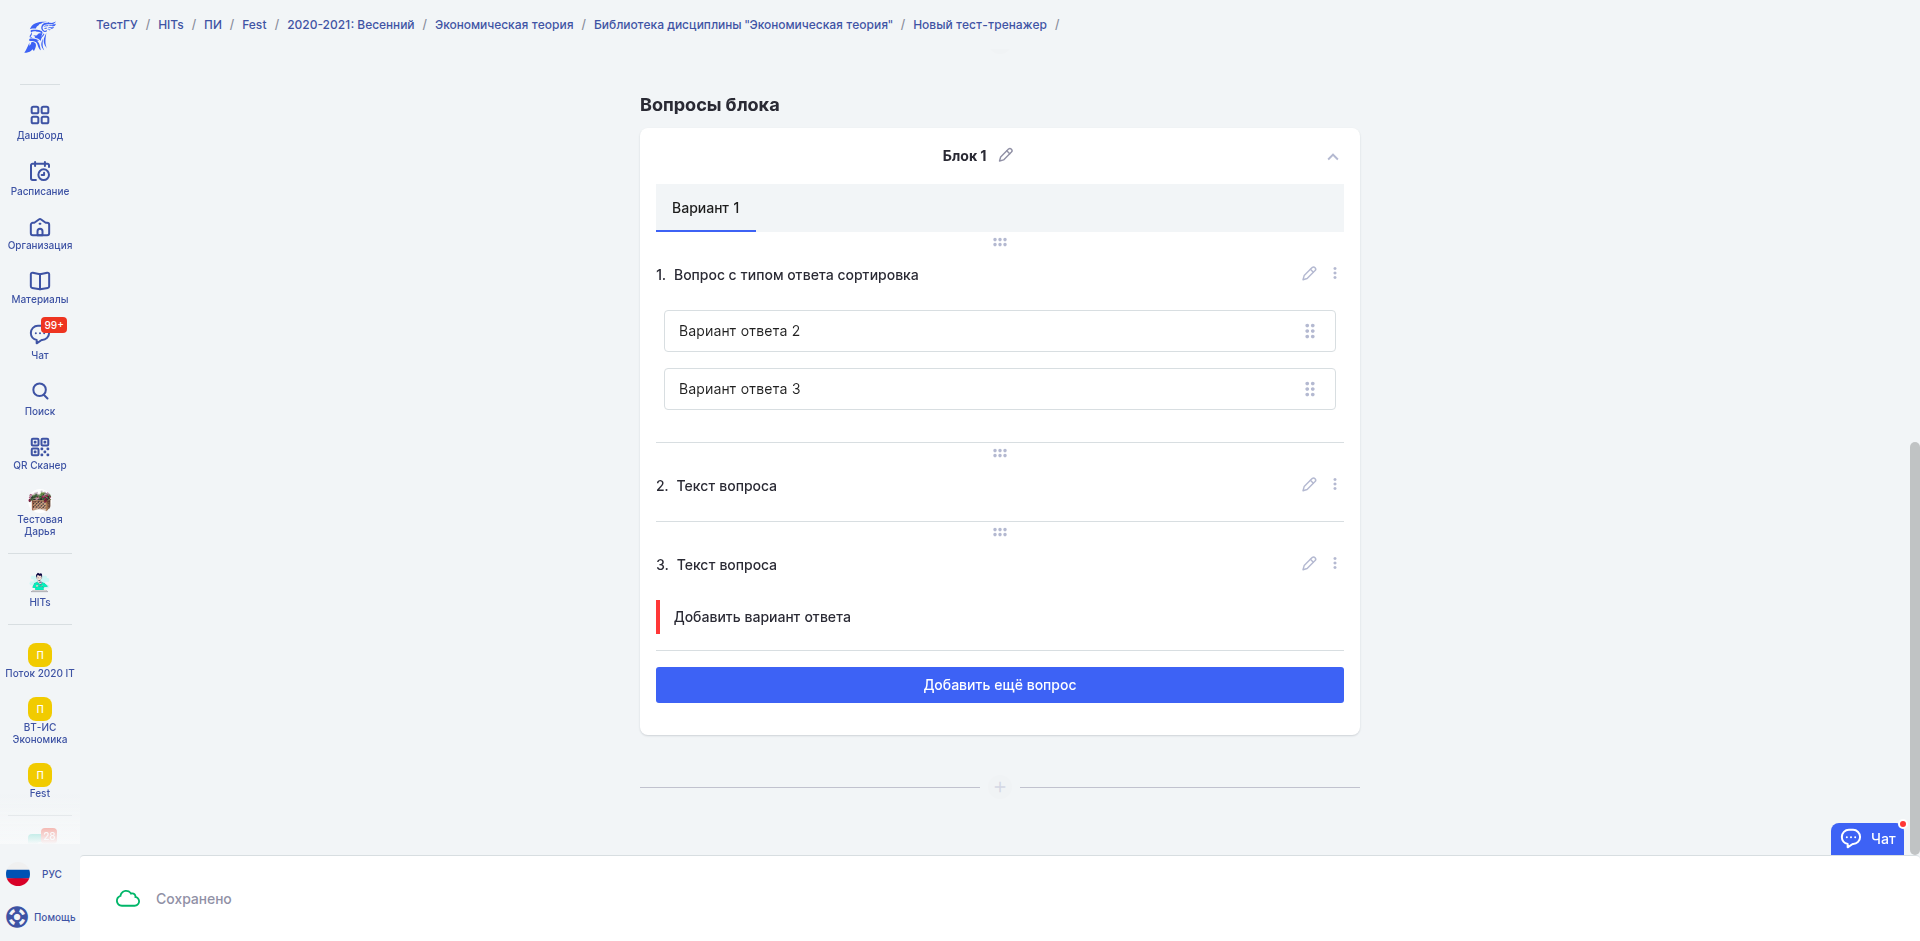 ТестГУ / HITs / ПИ / Fest / 2020-2021: Весенний / Экономическая теория / Библиотека дисциплины "Экономическая теория" / Новый тест-тренажер /
Дашборд
Расписание
Организация
Материалы
99+
Чат
Поиск
QR Сканер
Тестовая
Дарья
HITs
П
Поток 2020 IT
П
ВТ-ИС
Экономика
П
Fest
28
РУС
Помощь
Вопросы блока
Блок 1
Вариант 1
1. Вопрос с типом ответа сортировка
Вариант ответа 2
Вариант ответа 3
2. Текст вопроса
3. Текст вопроса
Добавить вариант ответа
Добавить ещё вопрос
Чат
Сохранено